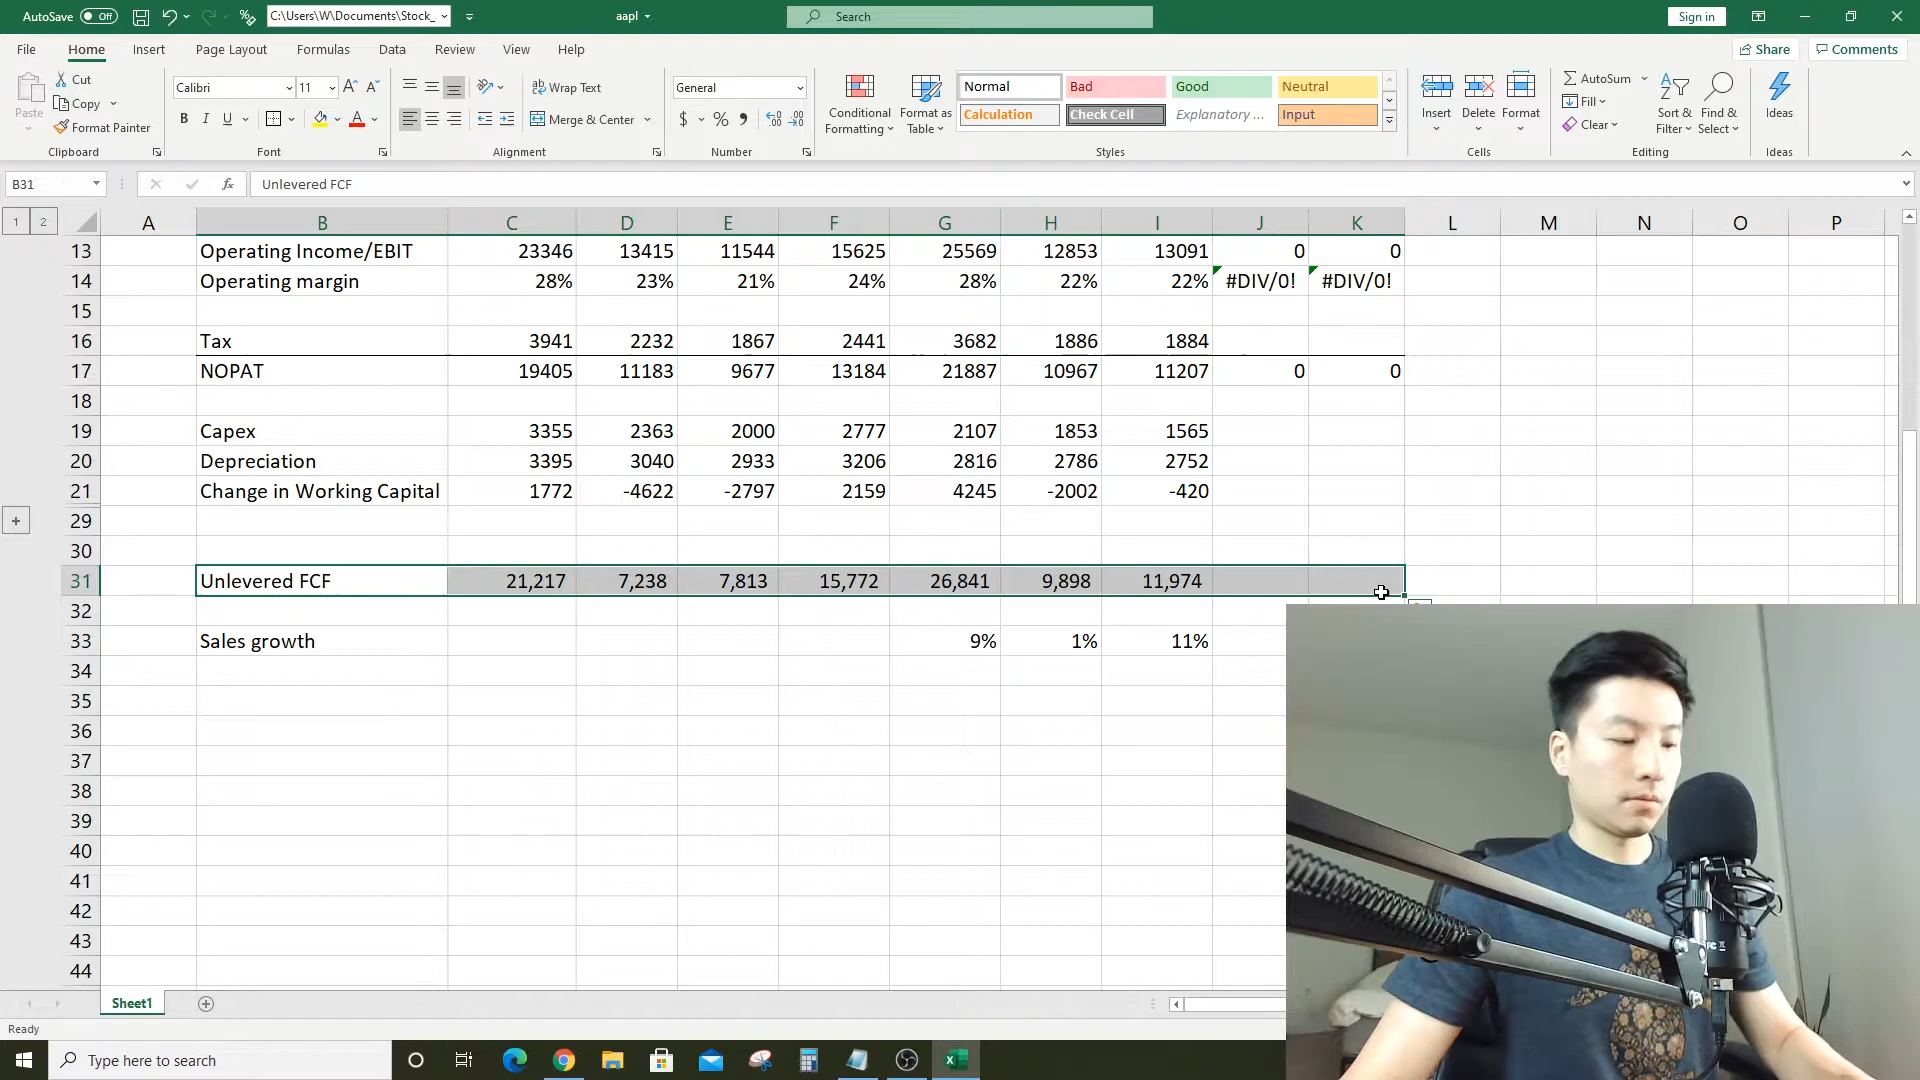 AutoSave Off C:\Users\W\Documents\Stock_ aapl Search Sign in
File Home Insert Page Layout Formulas Data Review View Help Share Comments
Paste Cut Copy Format Painter Clipboard
Calibri 11 Font
Wrap Text Merge & Center Alignment
General Number
Conditional Formatting Format as Table
Normal Bad Good Neutral
Calculation Check Cell Explanatory ... Input
Styles
Insert Delete Format Cells
AutoSum Fill Clear Sort & Filter Find & Select Editing
Ideas Ideas
B31 fx Unlevered FCF
1 2 A B C D E F G H I J K L M N O P
13 Operating Income/EBIT 23346 13415 11544 15625 25569 12853 13091 0 0
14 Operating margin 28% 23% 21% 24% 28% 22% 22% #DIV/0! #DIV/0!
15
16 Tax 3941 2232 1867 2441 3682 1886 1884
17 NOPAT 19405 11183 9677 13184 21887 10967 11207 0 0
18
19 Capex 3355 2363 2000 2777 2107 1853 1565
20 Depreciation 3395 3040 2933 3206 2816 2786 2752
21 Change in Working Capital 1772 -4622 -2797 2159 4245 -2002 -420
29
30
31 Unlevered FCF 21,217 7,238 7,813 15,772 26,841 9,898 11,974
32
33 Sales growth 9% 1% 11%
34
35
36
37
38
39
40
41
42
43
44
Sheet1
Ready
Type here to search